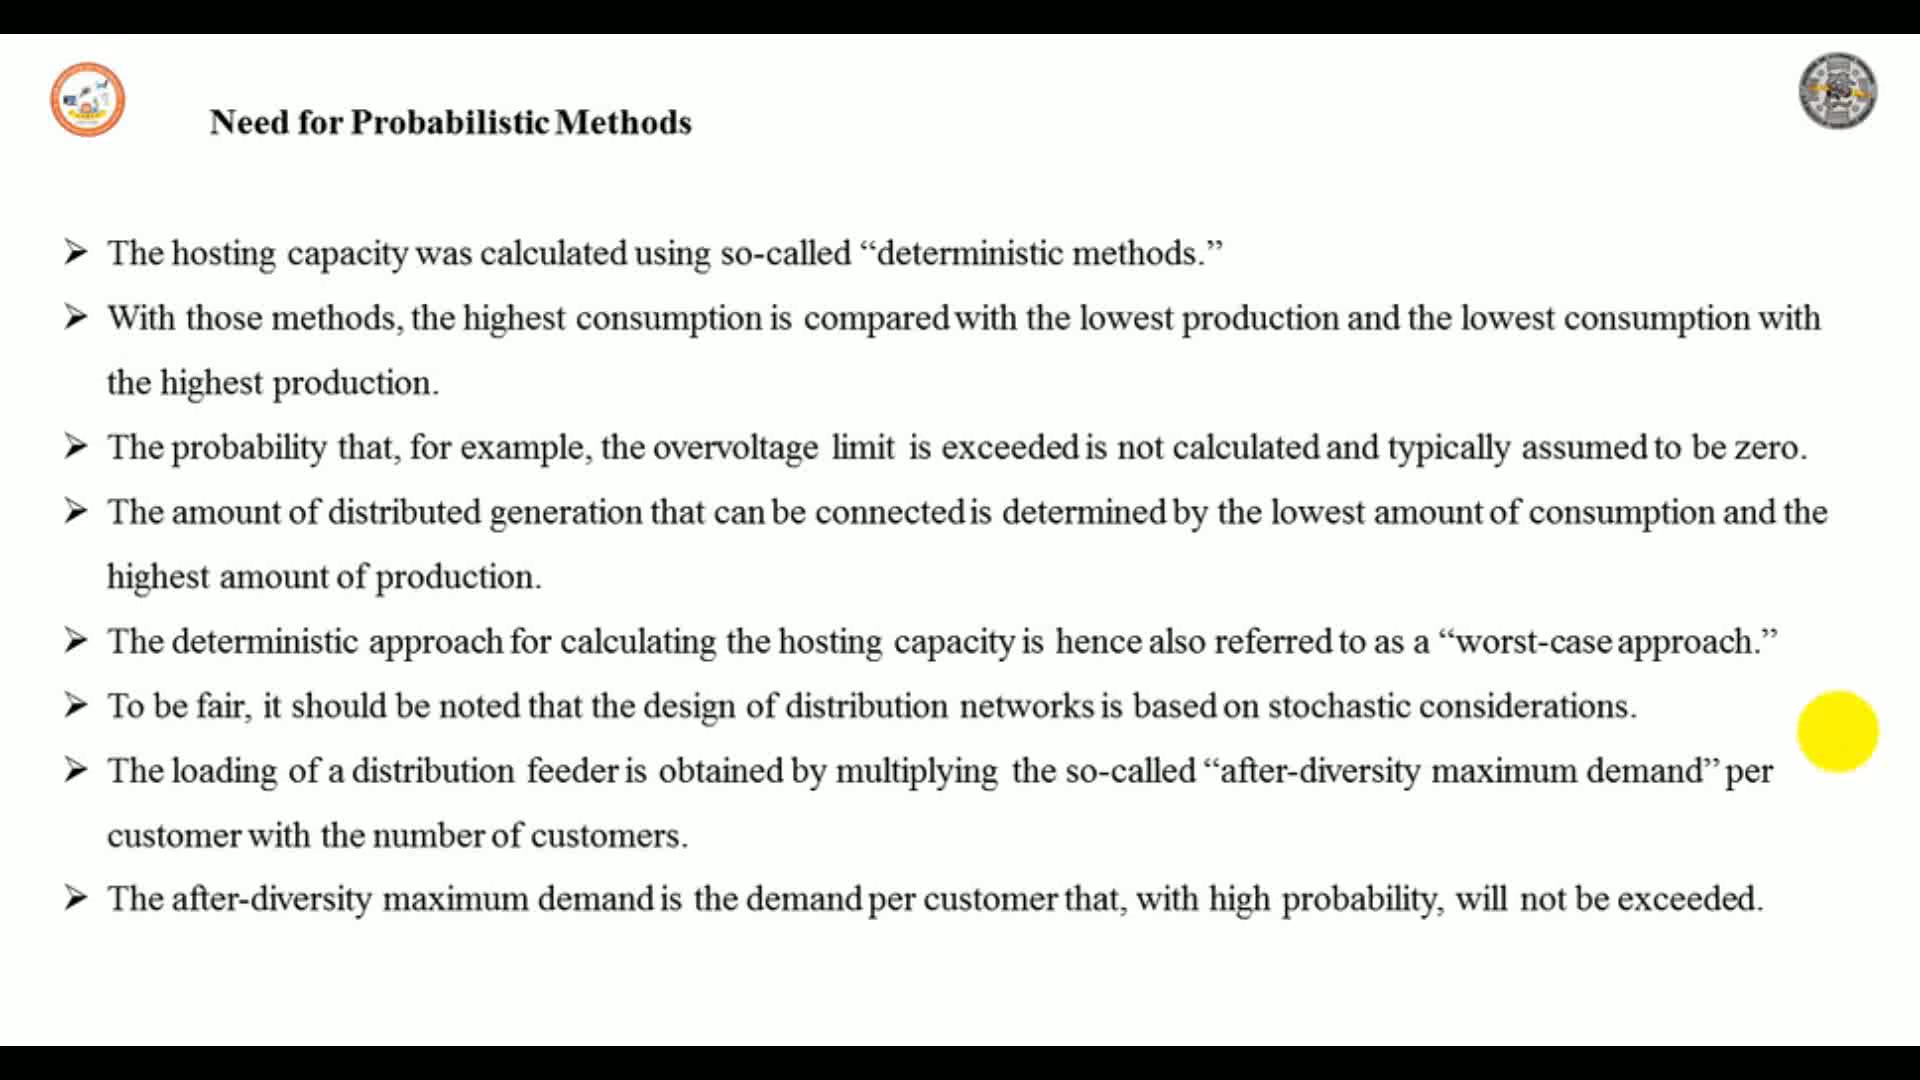 Need for Probabilistic Methods
➢ The hosting capacity was calculated using so-called “deterministic methods.”
➢ With those methods, the highest consumption is compared with the lowest production and the lowest consumption with
the highest production.
➢ The probability that, for example, the overvoltage limit is exceeded is not calculated and typically assumed to be zero.
➢ The amount of distributed generation that can be connected is determined by the lowest amount of consumption and the
highest amount of production.
➢ The deterministic approach for calculating the hosting capacity is hence also referred to as a “worst-case approach.”
➢ To be fair, it should be noted that the design of distribution networks is based on stochastic considerations.
➢ The loading of a distribution feeder is obtained by multiplying the so-called “after-diversity maximum demand” per
customer with the number of customers.
➢ The after-diversity maximum demand is the demand per customer that, with high probability, will not be exceeded.